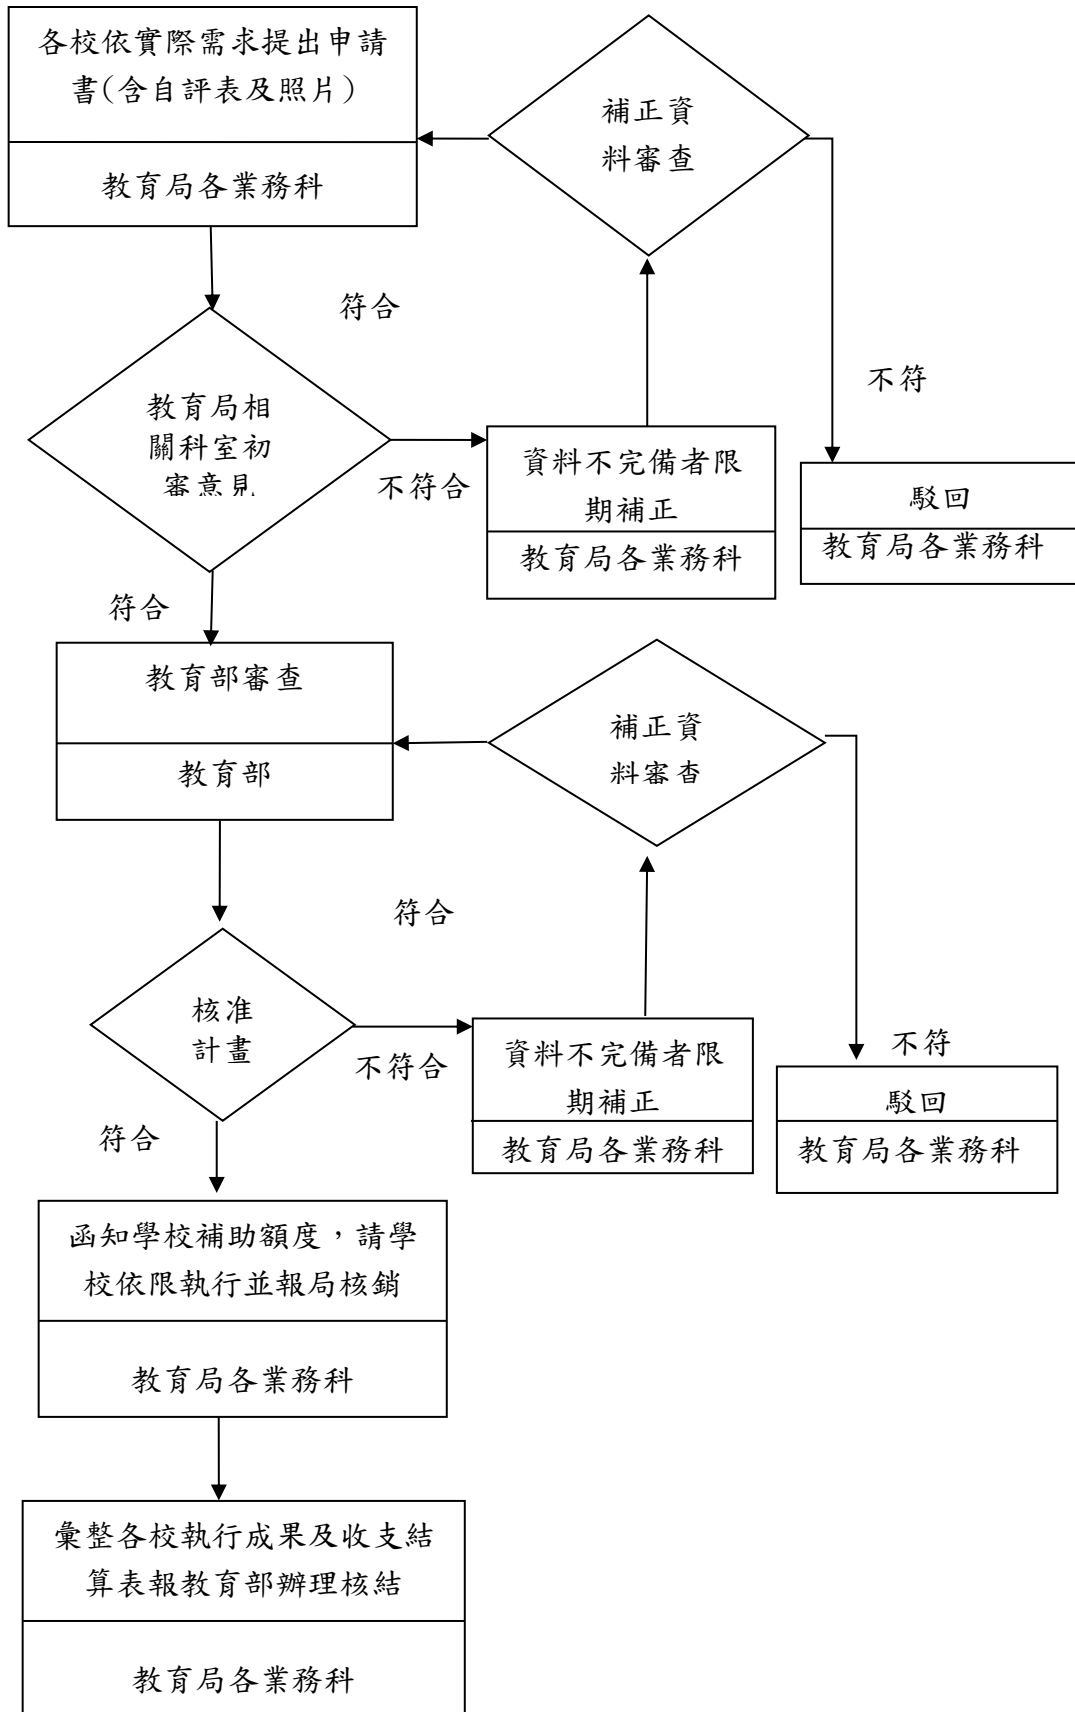 各校依實際需求提出申請
書(含自評表及照片)
教育局各業務科
補正資
料審查
符合
不符
教育局相
關科室初
審意見
不符合
資料不完備者限
期補正
教育局各業務科
駁回
教育局各業務科
符合
教育部審查
教育部
補正資
料審查
符合
核准
計畫
不符合
資料不完備者限
期補正
教育局各業務科
不符
駁回
教育局各業務科
符合
函知學校補助額度，請學
校依限執行並報局核銷
教育局各業務科
彙整各校執行成果及收支結
算表報教育部辦理核結
教育局各業務科